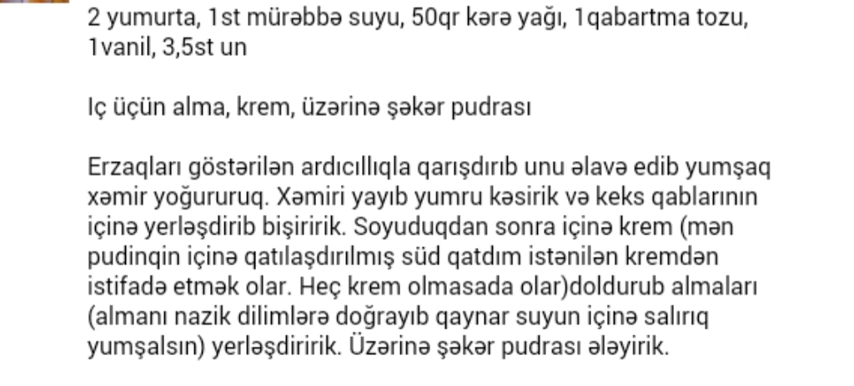 2 yumurta, 1st mürəbbə suyu, 50qr kərə yağı, 1qabartma tozu,
1vanil, 3,5st un
Iç üçün alma, krem, üzərinə şəkər pudrası
Erzaqları göstərilən ardıcıllıqla qarışdırıb unu əlavə edib yumşaq
xəmir yoğururuq. Xəmiri yayıb yumru kəsirik və keks qablarının
içinə yerləşdirib bişiririk. Soyuduqdan sonra içinə krem (mən
pudinqin içinə qatılaşdırılmış süd qatdım istənilən kremdən
istifadə etmək olar. Heç krem olmasada olar)doldurub almaları
(almanı nazik dilimlərə doğrayıb qaynar suyun içinə salırıq
yumşalsın) yerləşdiririk. Üzərinə şəkər pudrası ələyirik.